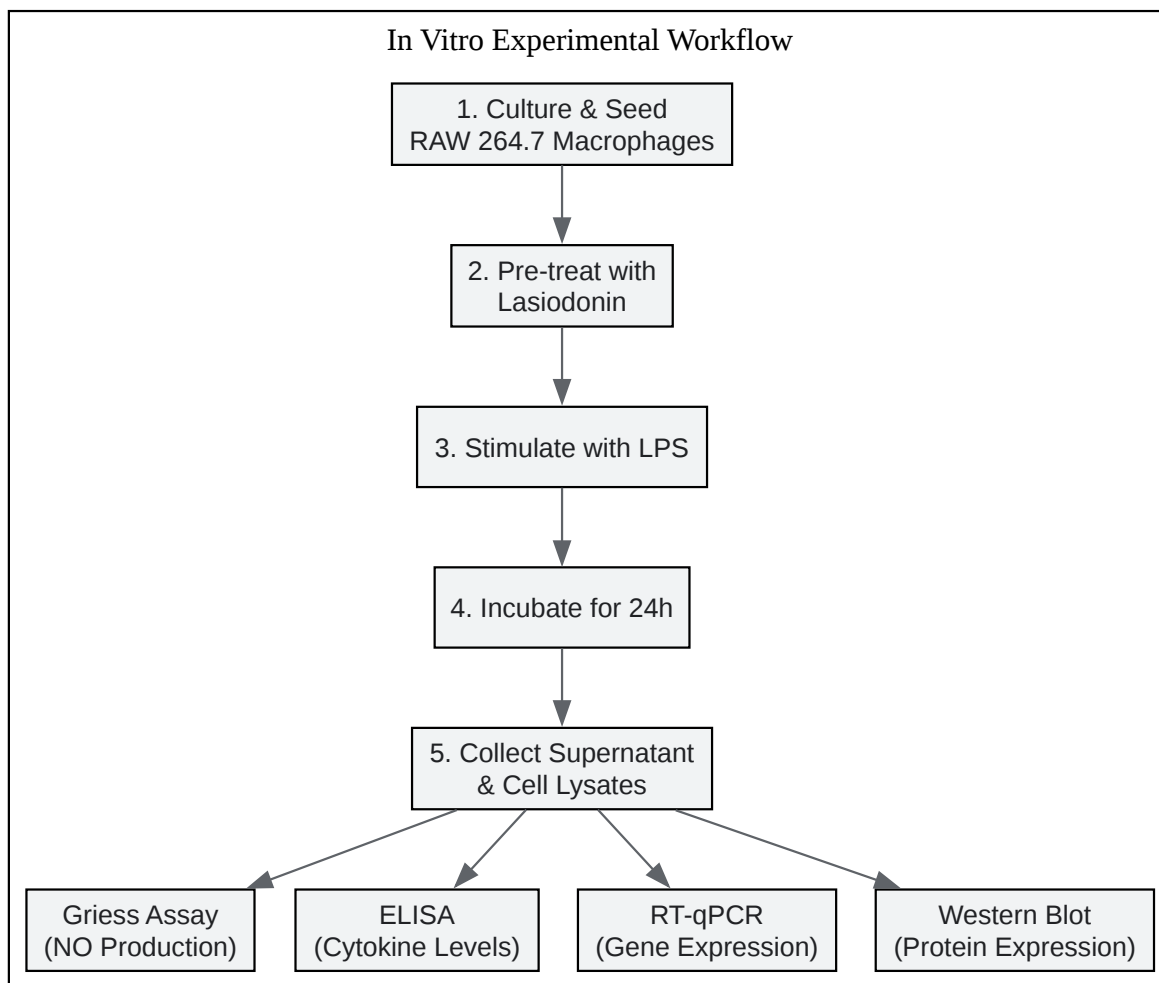 In Vitro Experimental Workflow
1. Culture & Seed
RAW 264.7 Macrophages
2. Pre-treat with
Lasiodonin
3. Stimulate with LPS
4. Incubate for 24h
5. Collect Supernatant
& Cell Lysates
Griess Assay
(NO Production)
ELISA
(Cytokine Levels)
RT-qPCR
(Gene Expression)
Western Blot
(Protein Expression)